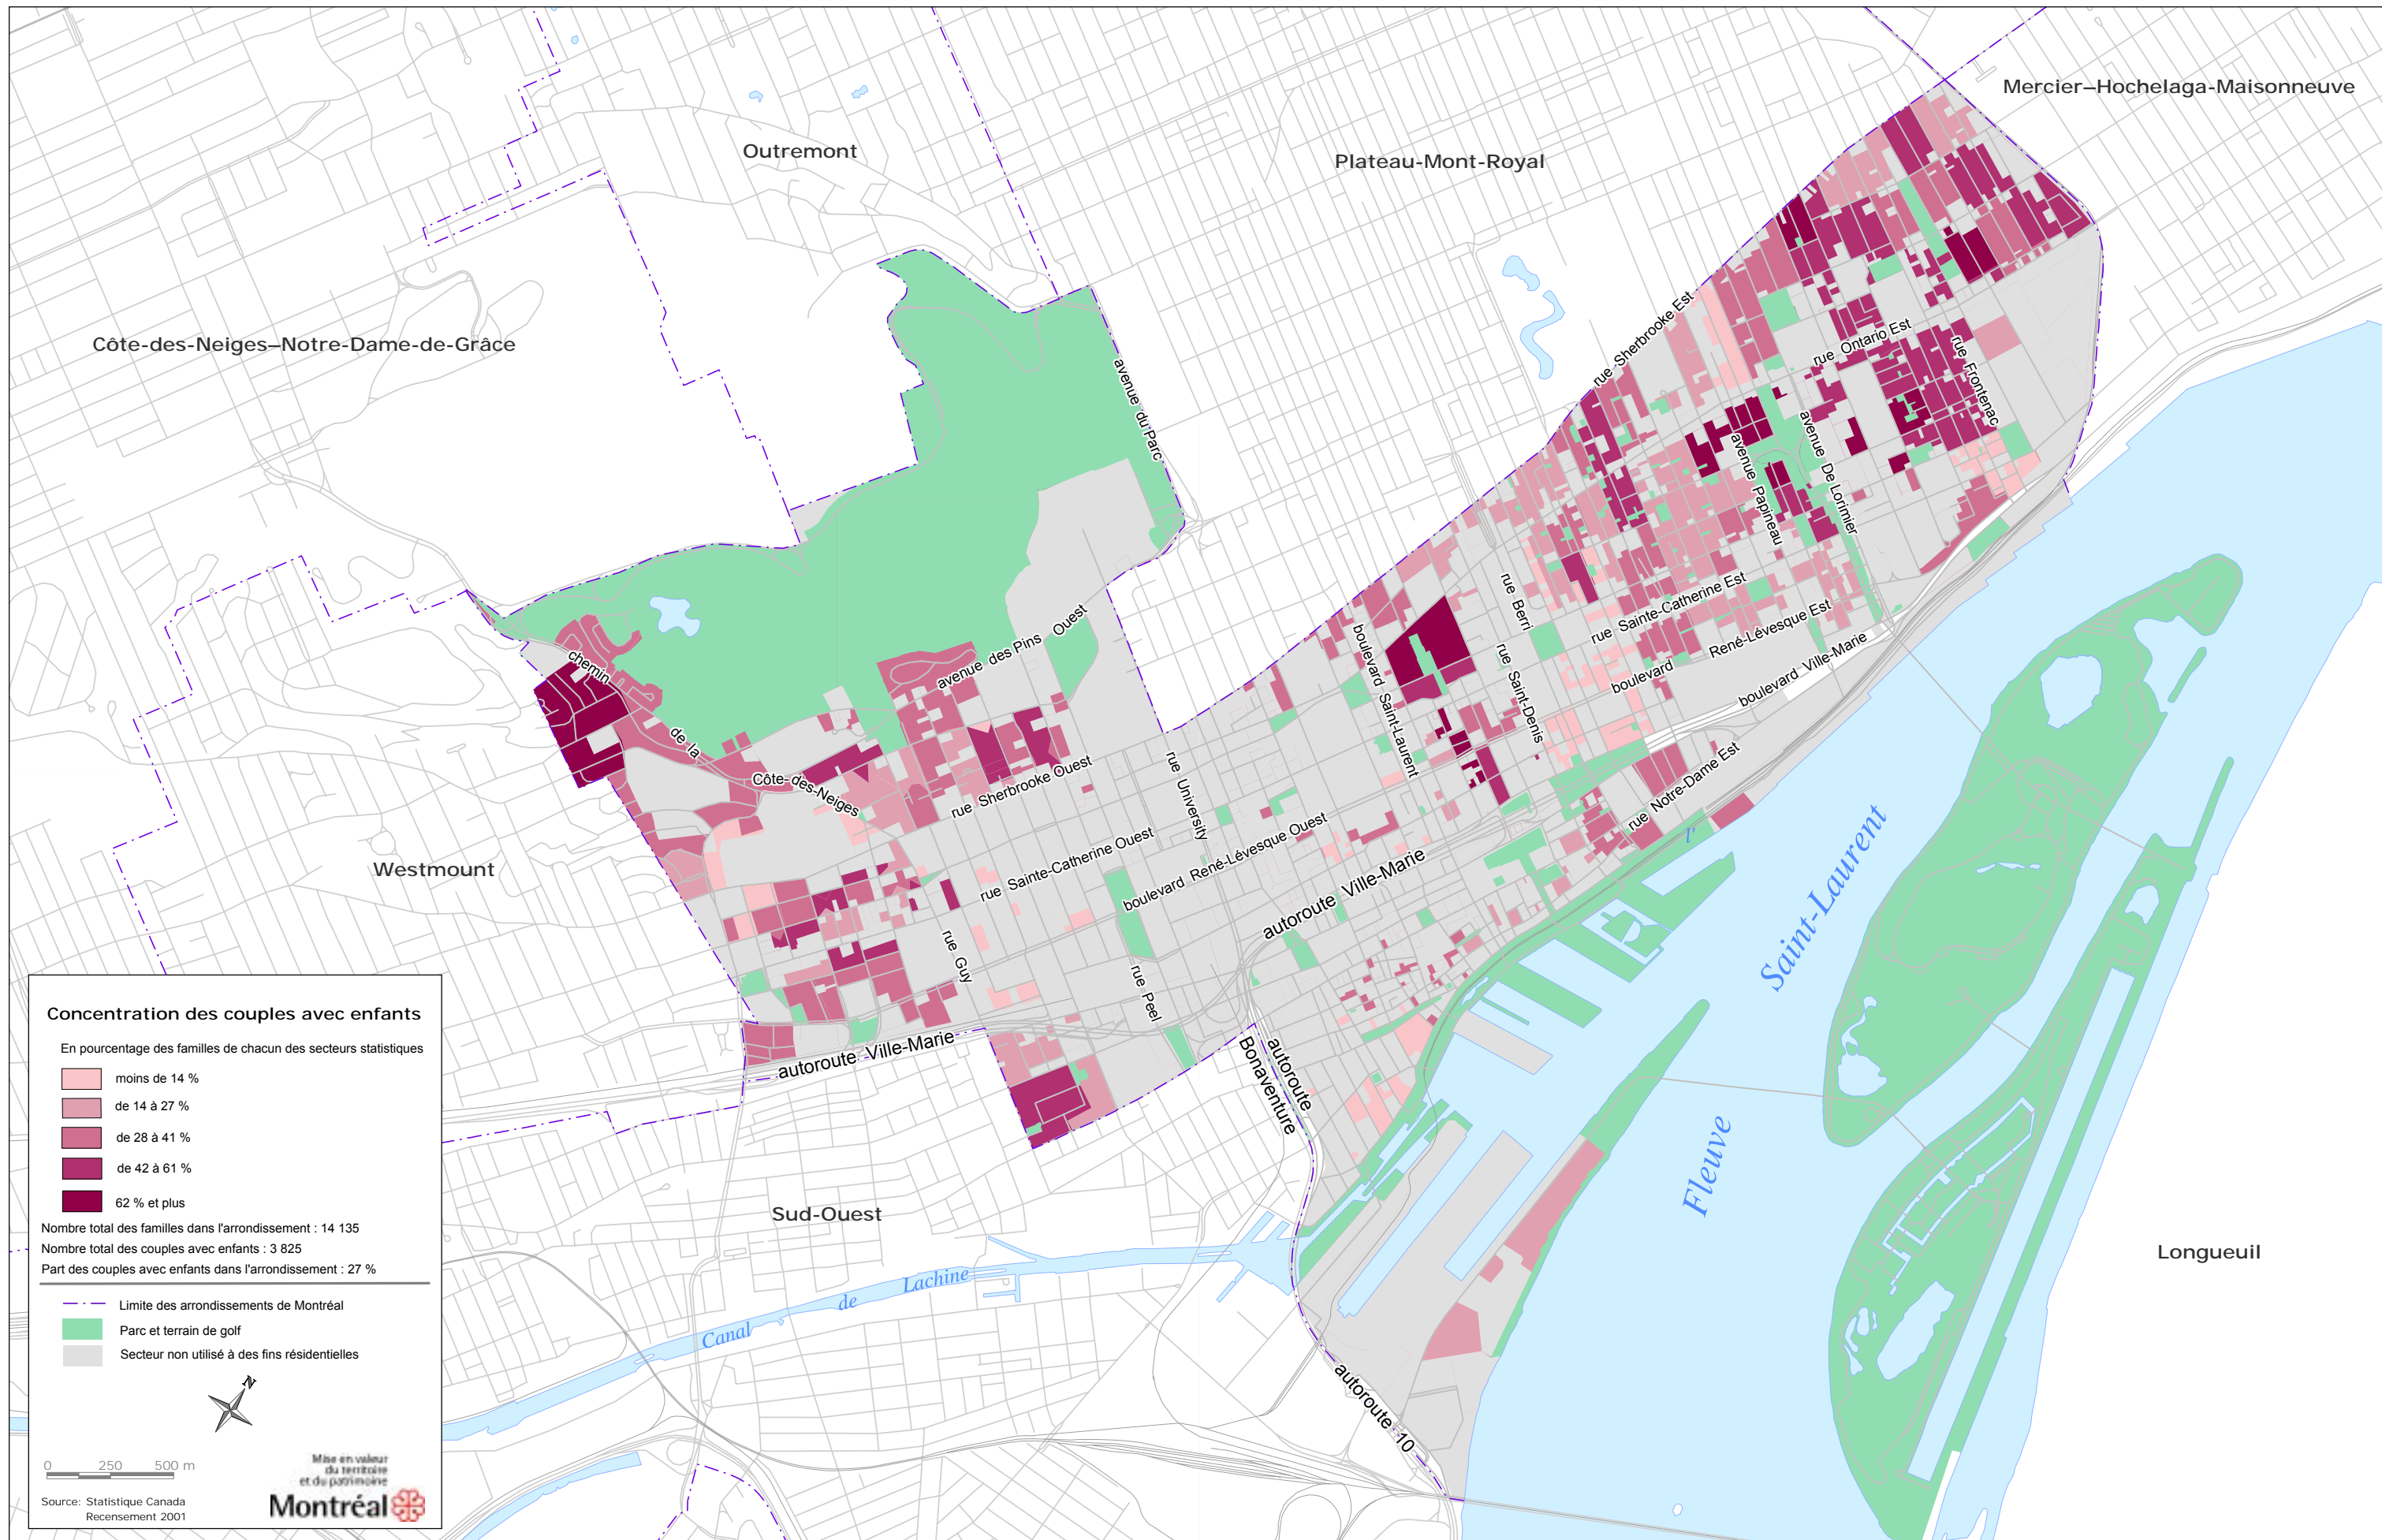 Mercier–Hochelaga-Maisonneuve
Outremont
Plateau-Mont-Royal
Côte-des-Neiges–Notre-Dame-de-Grâce
avenue du Parc
rue Sherbrooke Est
rue Ontario Est
rue Frontenac
avenue De Lorimier
avenue Papineau
rue Berri
rue Sainte-Catherine Est
René-Lévesque Est
boulevard
boulevard Ville-Marie
avenue des Pins Ouest
chemin
de la
Côte-des-Neiges
boulevard Saint-Laurent
rue Saint-Denis
rue Sherbrooke Ouest
rue University
rue Notre-Dame Est
l'
Westmount
rue Sainte-Catherine Ouest
boulevard René-Lévesque Ouest
autoroute Ville-Marie
Saint-Laurent
rue Guy
rue Peel
autoroute Ville-Marie
autoroute
Bonaventure
Fleuve
Sud-Ouest
Longueuil
Canal de Lachine
autoroute 10
Concentration des couples avec enfants
En pourcentage des familles de chacun des secteurs statistiques
moins de 14 %
de 14 à 27 %
de 28 à 41 %
de 42 à 61 %
62 % et plus
Nombre total des familles dans l'arrondissement : 14 135
Nombre total des couples avec enfants : 3 825
Part des couples avec enfants dans l'arrondissement : 27 %
Limite des arrondissements de Montréal
Parc et terrain de golf
Secteur non utilisé à des fins résidentielles
N
0 250 500 m
Mise en valeur
du territoire
et du patrimoine
Montréal
Source: Statistique Canada
Recensement 2001